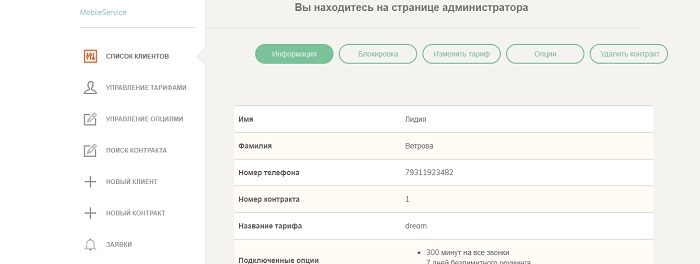 MobileService
Вы находитесь на странице администратора
СПИСОК КЛИЕНТОВ
УПРАВЛЕНИЕ ТАРИФАМИ
УПРАВЛЕНИЕ ОПЦИЯМИ
ПОИСК КОНТРАКТА
НОВЫЙ КЛИЕНТ
НОВЫЙ КОНТРАКТ
ЗАЯВКИ
Информация Блокировка Изменить тариф Опции Удалить контракт
Имя Лидия
Фамилия Ветрова
Номер телефона 79311923482
Номер контракта 1
Название тарифа dream
Подключенные опции
300 минут на все звонки
7 дней безлимитного роуминга